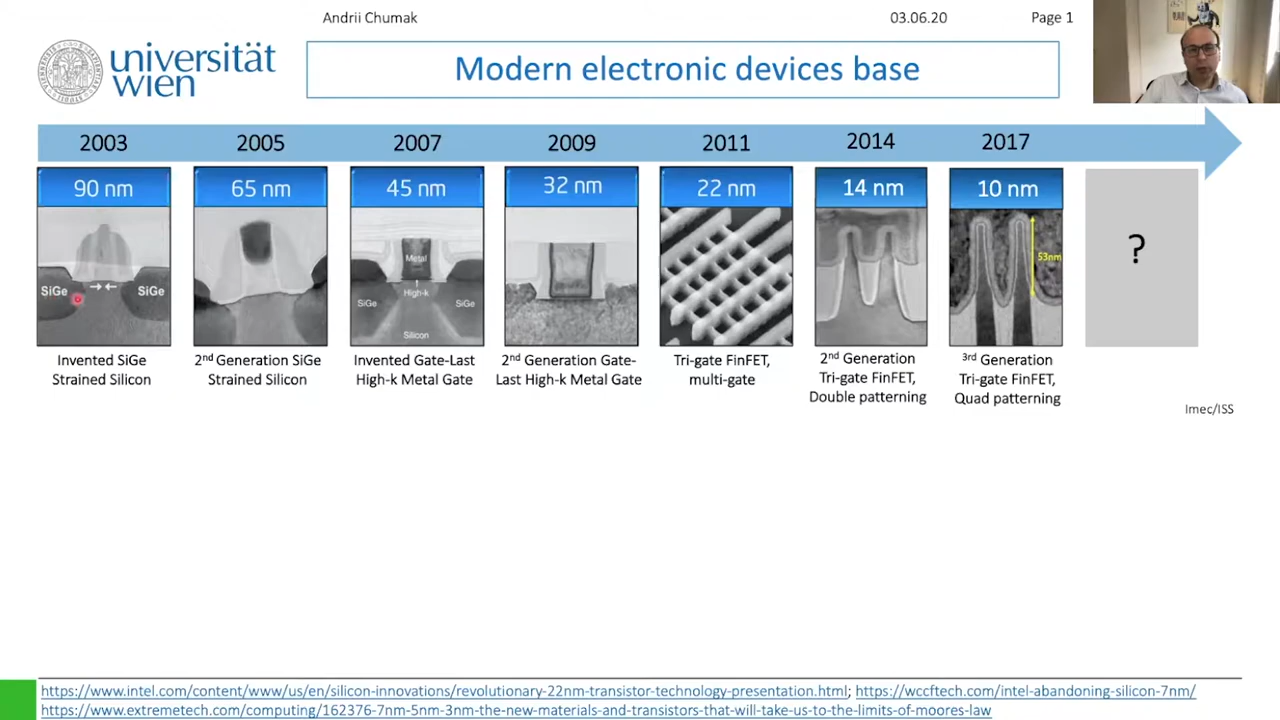 Andrii Chumak
03.06.20
Page 1
universität
wien
Modern electronic devices base
2003
2005
2007
2009
2011
2014
2017
90 nm
65 nm
45 nm
32 nm
22 nm
14 nm
10 nm
SiGe
SiGe
Metal
High-k
SiGe
SiGe
Silicon
53nm
?
Invented SiGe
Strained Silicon
2nd Generation SiGe
Strained Silicon
Invented Gate-Last
High-k Metal Gate
2nd Generation Gate-
Last High-k Metal Gate
Tri-gate FinFET,
multi-gate
2nd Generation
Tri-gate FinFET,
Double patterning
3rd Generation
Tri-gate FinFET,
Quad patterning
Imec/ISS
https://www.intel.com/content/www/us/en/silicon-innovations/revolutionary-22nm-transistor-technology-presentation.html; https://wccftech.com/intel-abandoning-silicon-7nm/
https://www.extremetech.com/computing/162376-7nm-5nm-3nm-the-new-materials-and-transistors-that-will-take-us-to-the-limits-of-moores-law